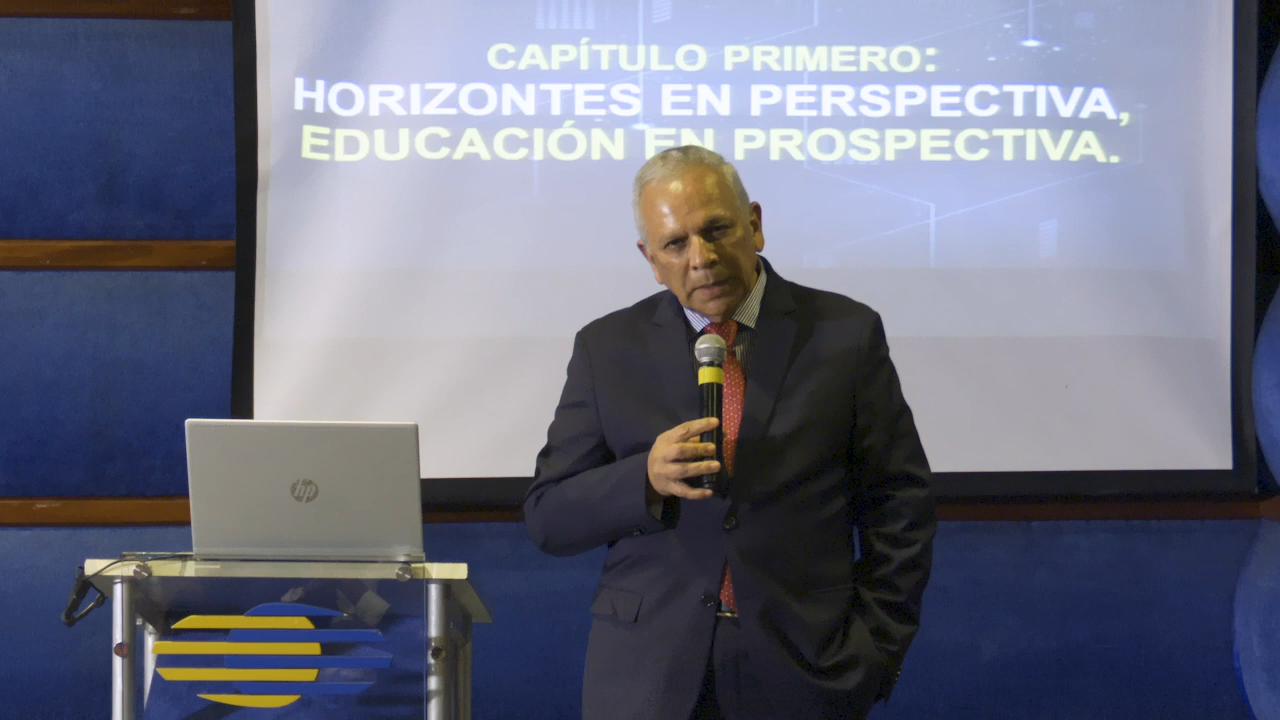 CAPÍTULO PRIMERO:
HORIZONTES EN PERSPECTIVA,
EDUCACIÓN EN PROSPECTIVA.
hp